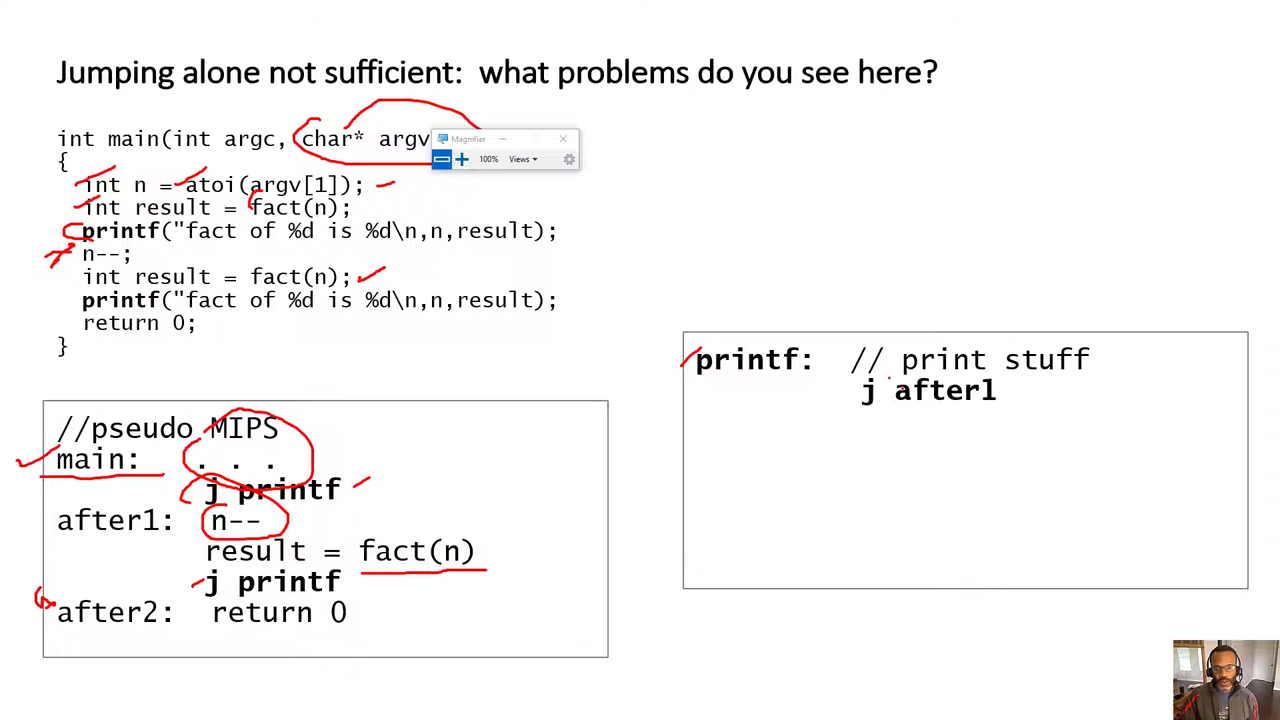 Jumping alone not sufficient: what problems do you see here?
int main(int argc, char* argv
{
int n = atoi(argv[1]);
int result = fact(n);
printf("fact of %d is %d\n,n,result);
n--;
int result = fact(n);
printf("fact of %d is %d\n,n,result);
return 0;
}
Magnifier
100% Views
//pseudo MIPS
main: . . .
j printf
after1: n--
result = fact(n)
j printf
after2: return 0
printf: // print stuff
j after1